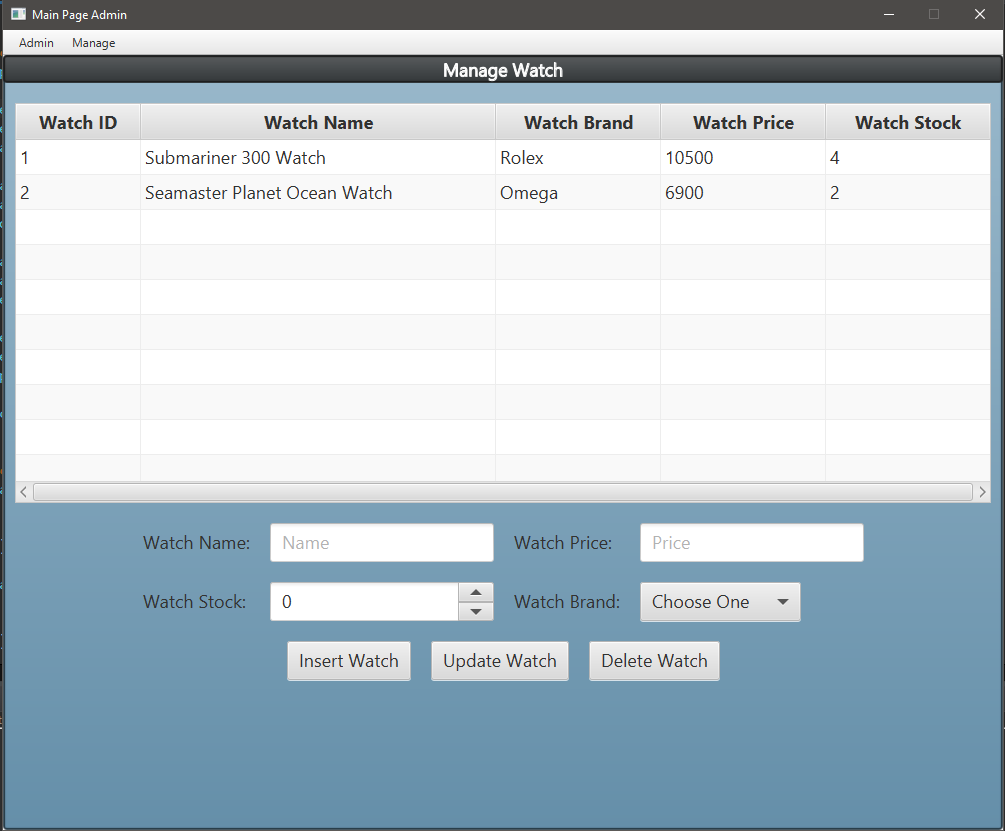 Main Page Admin
Admin Manage
Manage Watch
Watch ID Watch Name Watch Brand Watch Price Watch Stock
1 Submariner 300 Watch Rolex 10500 4
2 Seamaster Planet Ocean Watch Omega 6900 2
Watch Name: Name Watch Price: Price
Watch Stock: 0 Watch Brand: Choose One
Insert Watch Update Watch Delete Watch